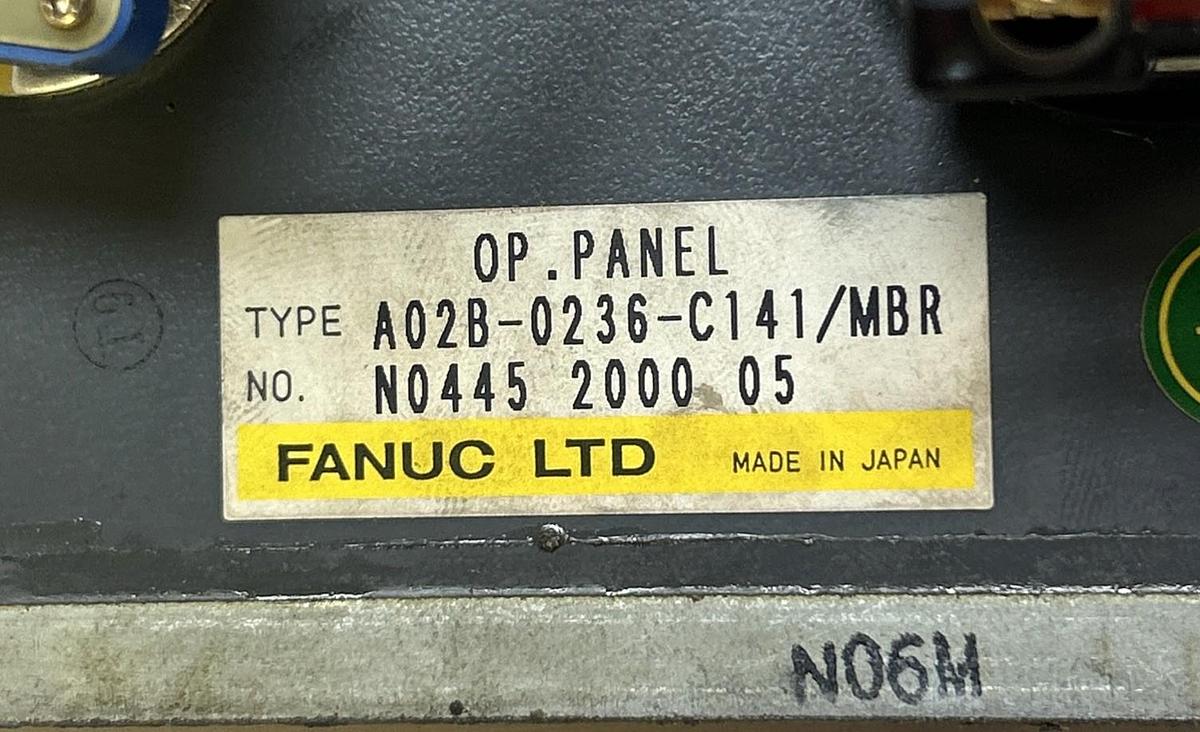 OP.PANEL
TYPE A02B-0236-C141/MBR
NO. N0445 2000 05
FANUC LTD MADE IN JAPAN
N06M